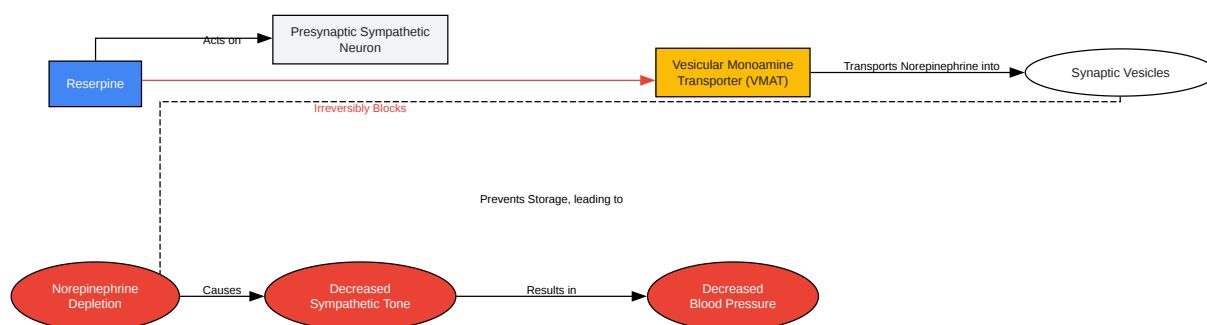 Acts on
Presynaptic Sympathetic
Neuron
Reserpine
Irreversibly Blocks
Vesicular Monoamine
Transporter (VMAT)
Transports Norepinephrine into
Synaptic Vesicles
Prevents Storage, leading to
Norepinephrine
Depletion
Causes
Decreased
Sympathetic Tone
Results in
Decreased
Blood Pressure